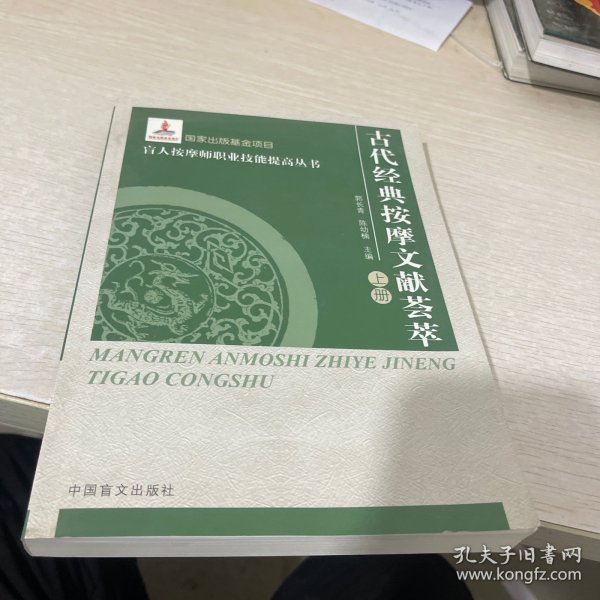 国家出版基金项目
盲人按摩师职业技能提高丛书
古代经典按摩文献荟萃
上册
郭长青 陈幼楠 主编
MANGREN ANMOSHI ZHIYE JINENG
TIGAO CONGSHU
中国盲文出版社
孔夫子旧书网
www.kongfz.com